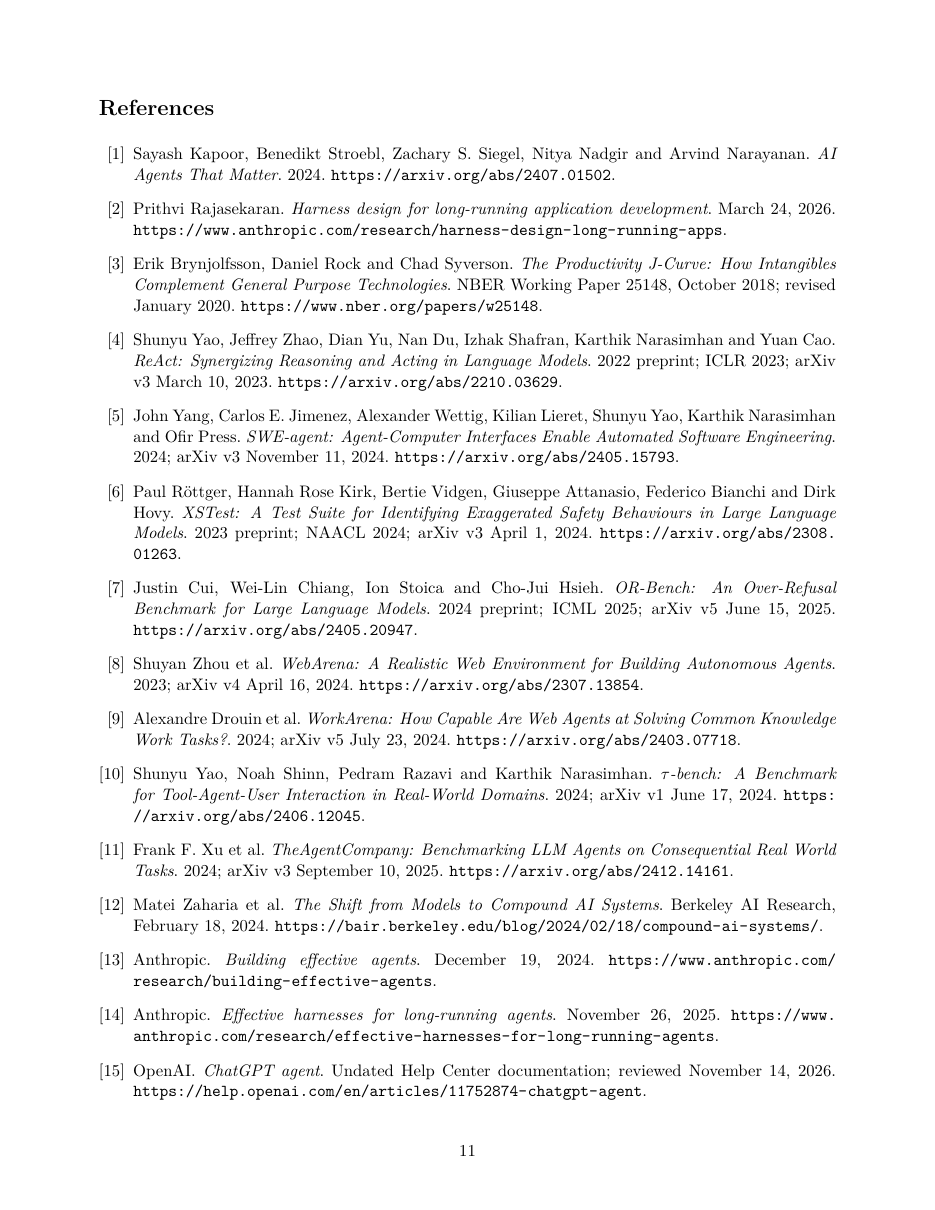 References
[1] Sayash Kapoor, Benedikt Stroebl, Zachary S. Siegel, Nitya Nadgir and Arvind Narayanan. AI
Agents That Matter. 2024. https://arxiv.org/abs/2407.01502.
[2] Prithvi Rajasekaran. Harness design for long-running application development. March 24, 2026.
https://www.anthropic.com/research/harness-design-long-running-apps.
[3] Erik Brynjolfsson, Daniel Rock and Chad Syverson. The Productivity J-Curve: How Intangibles
Complement General Purpose Technologies. NBER Working Paper 25148, October 2018; revised
January 2020. https://www.nber.org/papers/w25148.
[4] Shunyu Yao, Jeffrey Zhao, Dian Yu, Nan Du, Izhak Shafran, Karthik Narasimhan and Yuan Cao.
ReAct: Synergizing Reasoning and Acting in Language Models. 2022 preprint; ICLR 2023; arXiv
v3 March 10, 2023. https://arxiv.org/abs/2210.03629.
[5] John Yang, Carlos E. Jimenez, Alexander Wettig, Kilian Lieret, Shunyu Yao, Karthik Narasimhan
and Ofir Press. SWE-agent: Agent-Computer Interfaces Enable Automated Software Engineering.
2024; arXiv v3 November 11, 2024. https://arxiv.org/abs/2405.15793.
[6] Paul Röttger, Hannah Rose Kirk, Bertie Vidgen, Giuseppe Attanasio, Federico Bianchi and Dirk
Hovy. XSTest: A Test Suite for Identifying Exaggerated Safety Behaviours in Large Language
Models. 2023 preprint; NAACL 2024; arXiv v3 April 1, 2024. https://arxiv.org/abs/2308.
01263.
[7] Justin Cui, Wei-Lin Chiang, Ion Stoica and Cho-Jui Hsieh. OR-Bench: An Over-Refusal
Benchmark for Large Language Models. 2024 preprint; ICML 2025; arXiv v5 June 15, 2025.
https://arxiv.org/abs/2405.20947.
[8] Shuyan Zhou et al. WebArena: A Realistic Web Environment for Building Autonomous Agents.
2023; arXiv v4 April 16, 2024. https://arxiv.org/abs/2307.13854.
[9] Alexandre Drouin et al. WorkArena: How Capable Are Web Agents at Solving Common Knowledge
Work Tasks?. 2024; arXiv v5 July 23, 2024. https://arxiv.org/abs/2403.07718.
[10] Shunyu Yao, Noah Shinn, Pedram Razavi and Karthik Narasimhan. τ-bench: A Benchmark
for Tool-Agent-User Interaction in Real-World Domains. 2024; arXiv v1 June 17, 2024. https:
//arxiv.org/abs/2406.12045.
[11] Frank F. Xu et al. TheAgentCompany: Benchmarking LLM Agents on Consequential Real World
Tasks. 2024; arXiv v3 September 10, 2025. https://arxiv.org/abs/2412.14161.
[12] Matei Zaharia et al. The Shift from Models to Compound AI Systems. Berkeley AI Research,
February 18, 2024. https://bair.berkeley.edu/blog/2024/02/18/compound-ai-systems/.
[13] Anthropic. Building effective agents. December 19, 2024. https://www.anthropic.com/
research/building-effective-agents.
[14] Anthropic. Effective harnesses for long-running agents. November 26, 2025. https://www.
anthropic.com/research/effective-harnesses-for-long-running-agents.
[15] OpenAI. ChatGPT agent. Undated Help Center documentation; reviewed November 14, 2026.
https://help.openai.com/en/articles/11752874-chatgpt-agent.
11